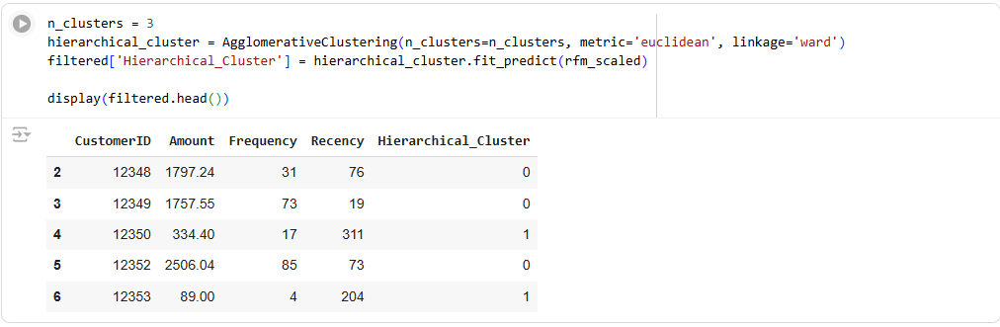 n_clusters = 3
hierarchical_cluster = AgglomerativeClustering(n_clusters=n_clusters, metric='euclidean', linkage='ward')
filtered['Hierarchical_Cluster'] = hierarchical_cluster.fit_predict(rfm_scaled)
display(filtered.head())
CustomerID Amount Frequency Recency Hierarchical_Cluster
2 12348 1797.24 31 76 0
3 12349 1757.55 73 19 0
4 12350 334.40 17 311 1
5 12352 2506.04 85 73 0
6 12353 89.00 4 204 1